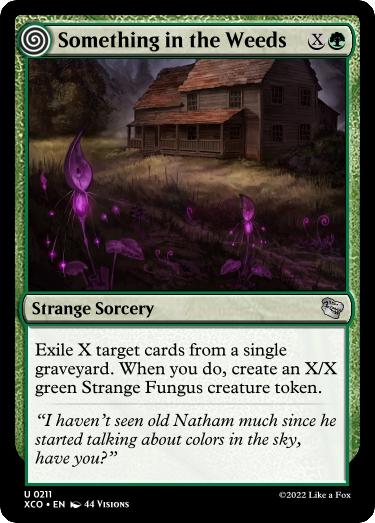 Something in the Weeds X
Strange Sorcery
Exile X target cards from a single
graveyard. When you do, create an X/X
green Strange Fungus creature token.
“I haven’t seen old Natham much since he
started talking about colors in the sky,
have you?”
U 0211
XCO • EN 44 Visions
©2022 Like a Fox